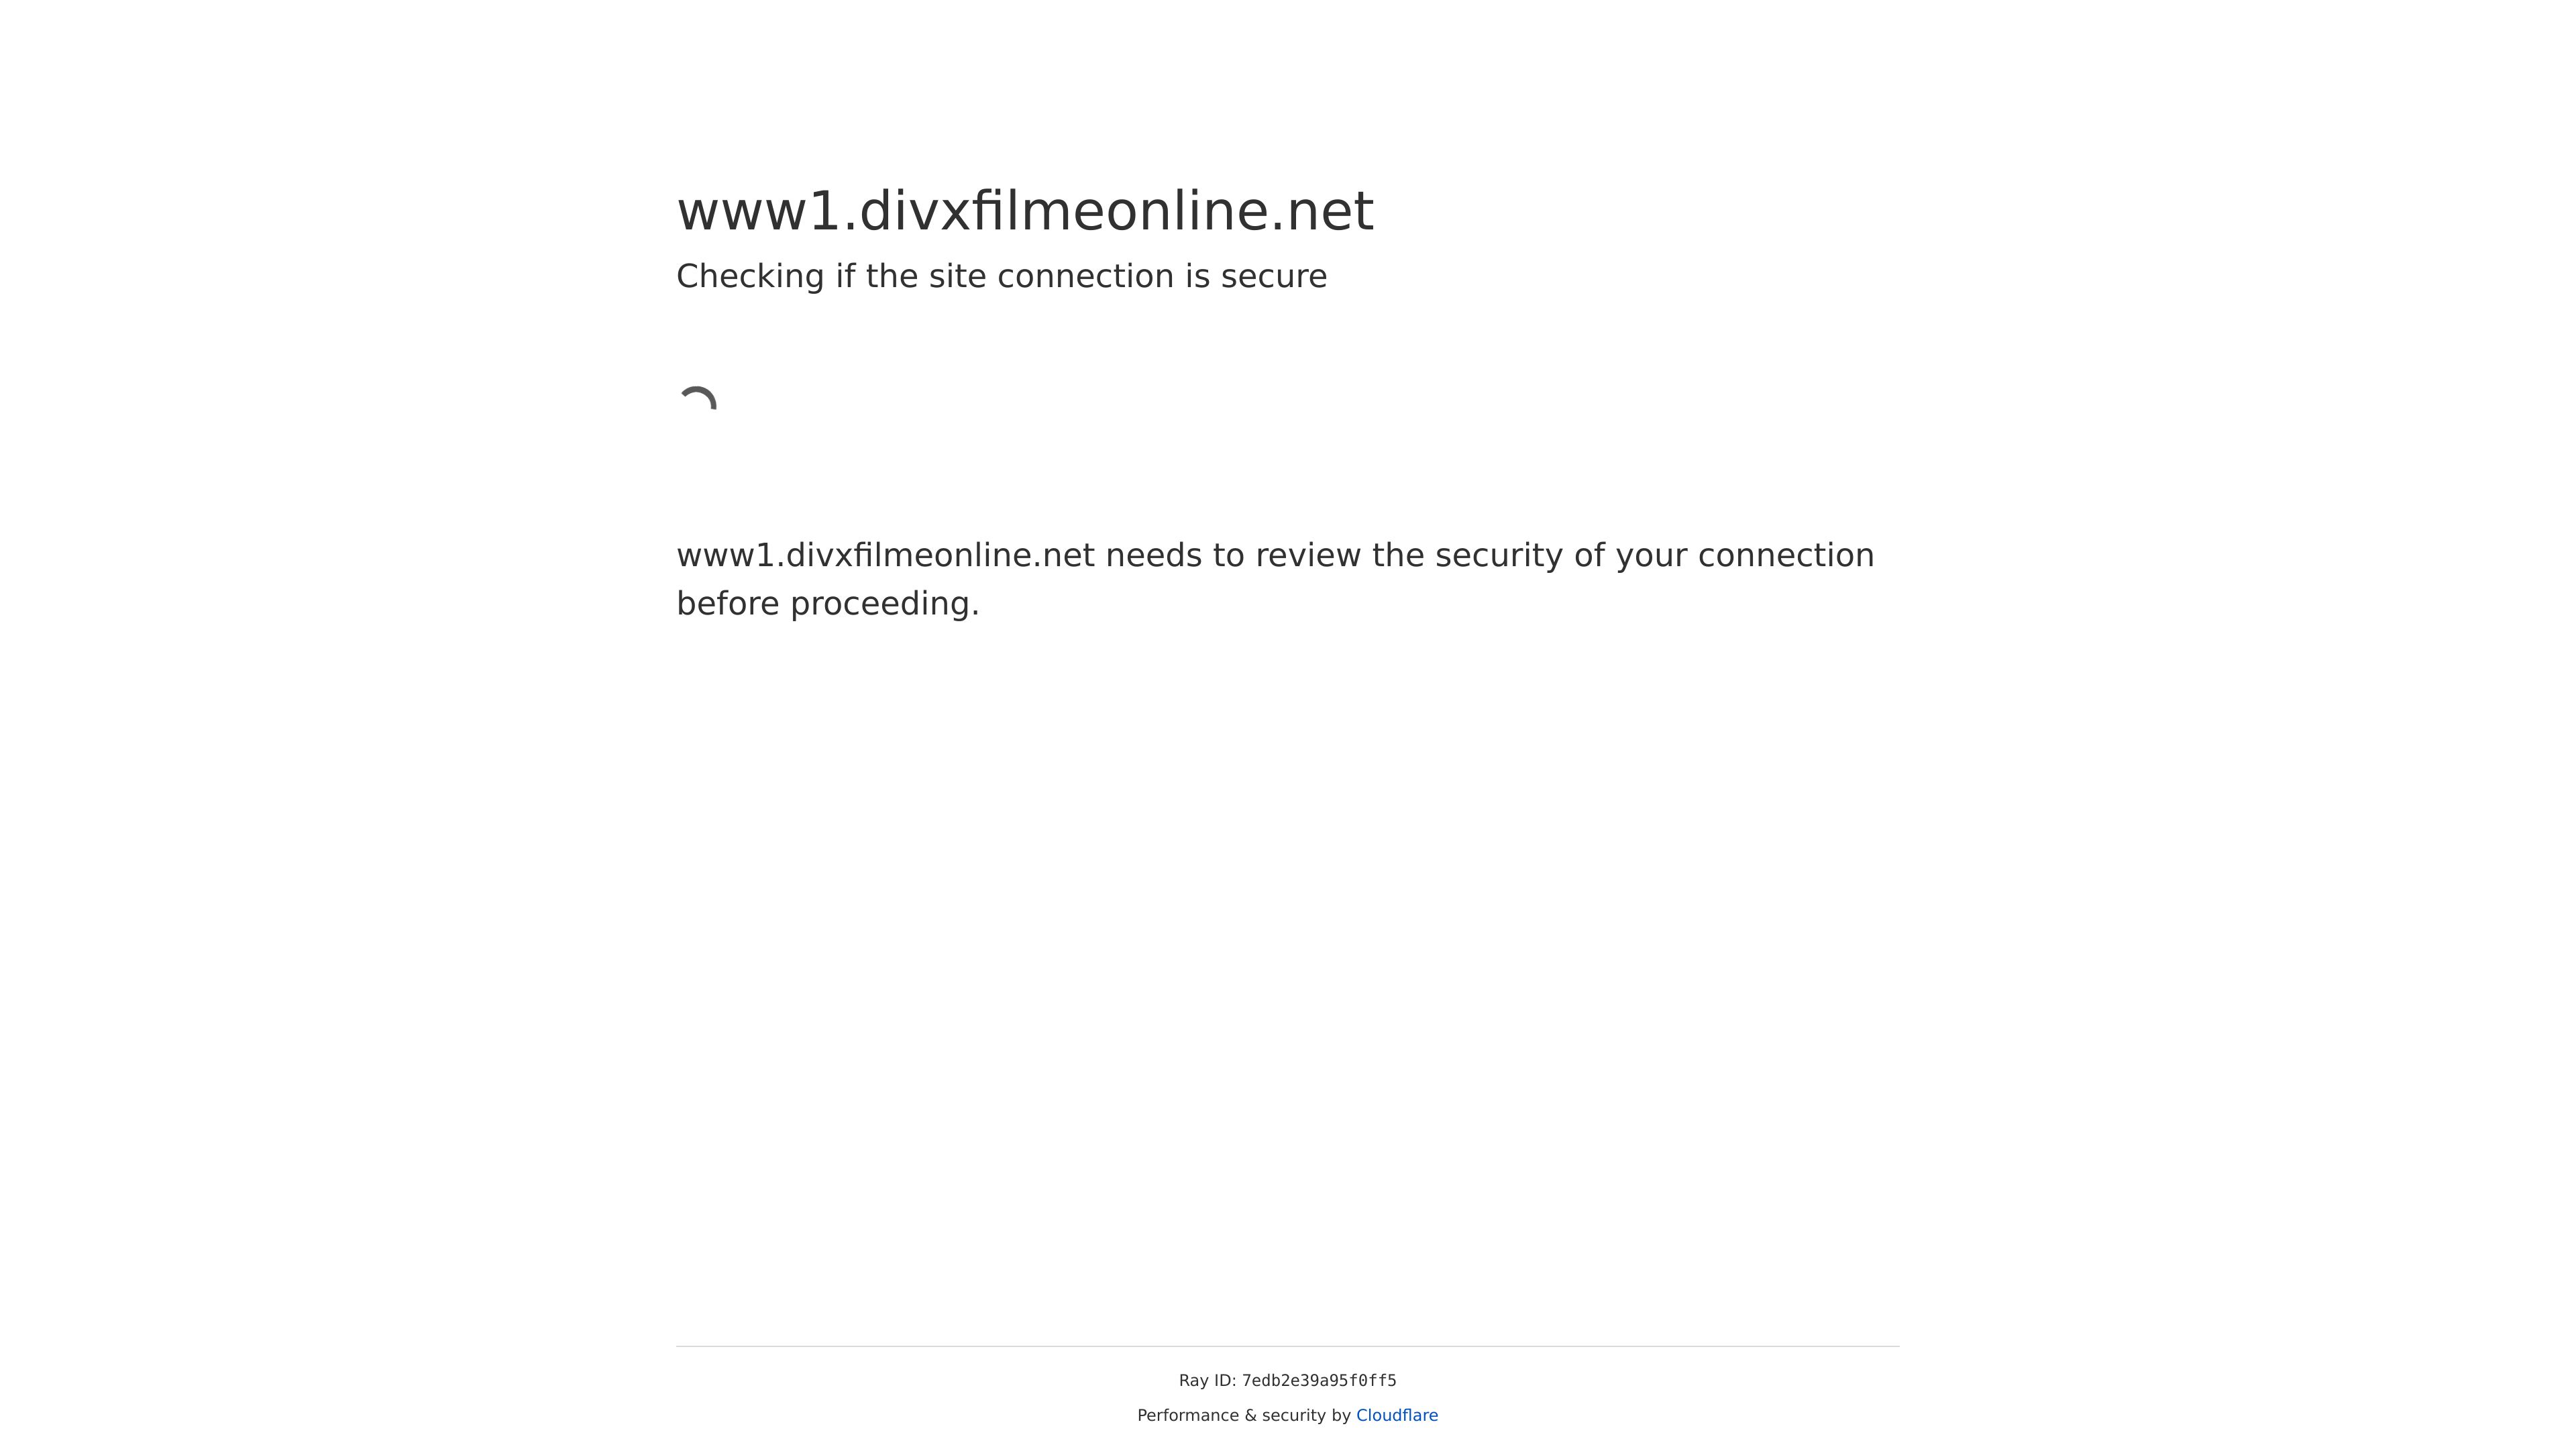 www1.divxfilmeonline.net
Checking if the site connection is secure
www1.divxfilmeonline.net needs to review the security of your connection
before proceeding.
Ray ID: 7edb2e39a95f0ff5
Performance & security by Cloudflare